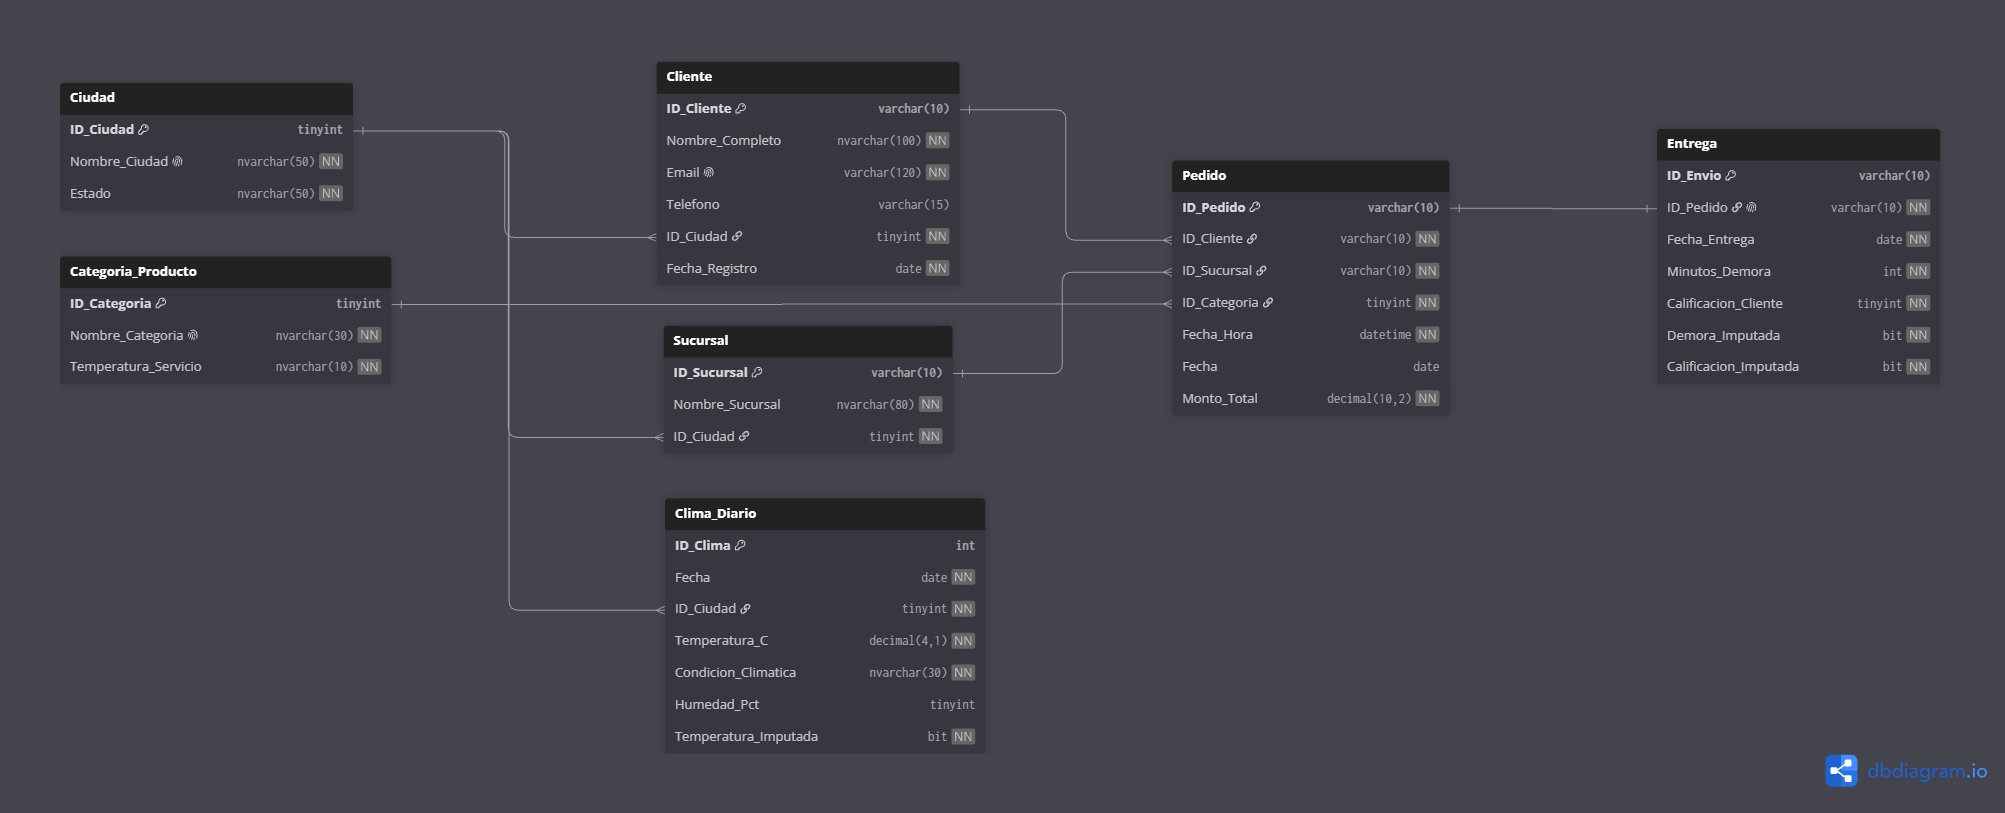 Ciudad
ID_Ciudad tinyint
Nombre_Ciudad nvarchar(50) NN
Estado nvarchar(50) NN
Categoria_Producto
ID_Categoria tinyint
Nombre_Categoria nvarchar(30) NN
Temperatura_Servicio nvarchar(10) NN
Cliente
ID_Cliente varchar(10)
Nombre_Completo nvarchar(100) NN
Email varchar(120) NN
Telefono varchar(15)
ID_Ciudad tinyint NN
Fecha_Registro date NN
Sucursal
ID_Sucursal varchar(10)
Nombre_Sucursal nvarchar(80) NN
ID_Ciudad tinyint NN
Clima_Diario
ID_Clima int
Fecha date NN
ID_Ciudad tinyint NN
Temperatura_C decimal(4,1) NN
Condicion_Climatica nvarchar(30) NN
Humedad_Pct tinyint
Temperatura_Imputada bit NN
Pedido
ID_Pedido varchar(10)
ID_Cliente varchar(10) NN
ID_Sucursal varchar(10) NN
ID_Categoria tinyint NN
Fecha_Hora datetime NN
Fecha date
Monto_Total decimal(10,2) NN
Entrega
ID_Envio varchar(10)
ID_Pedido varchar(10) NN
Fecha_Entrega date NN
Minutos_Demora int NN
Calificacion_Cliente tinyint NN
Demora_Imputada bit NN
Calificacion_Imputada bit NN
dbdiagram.io